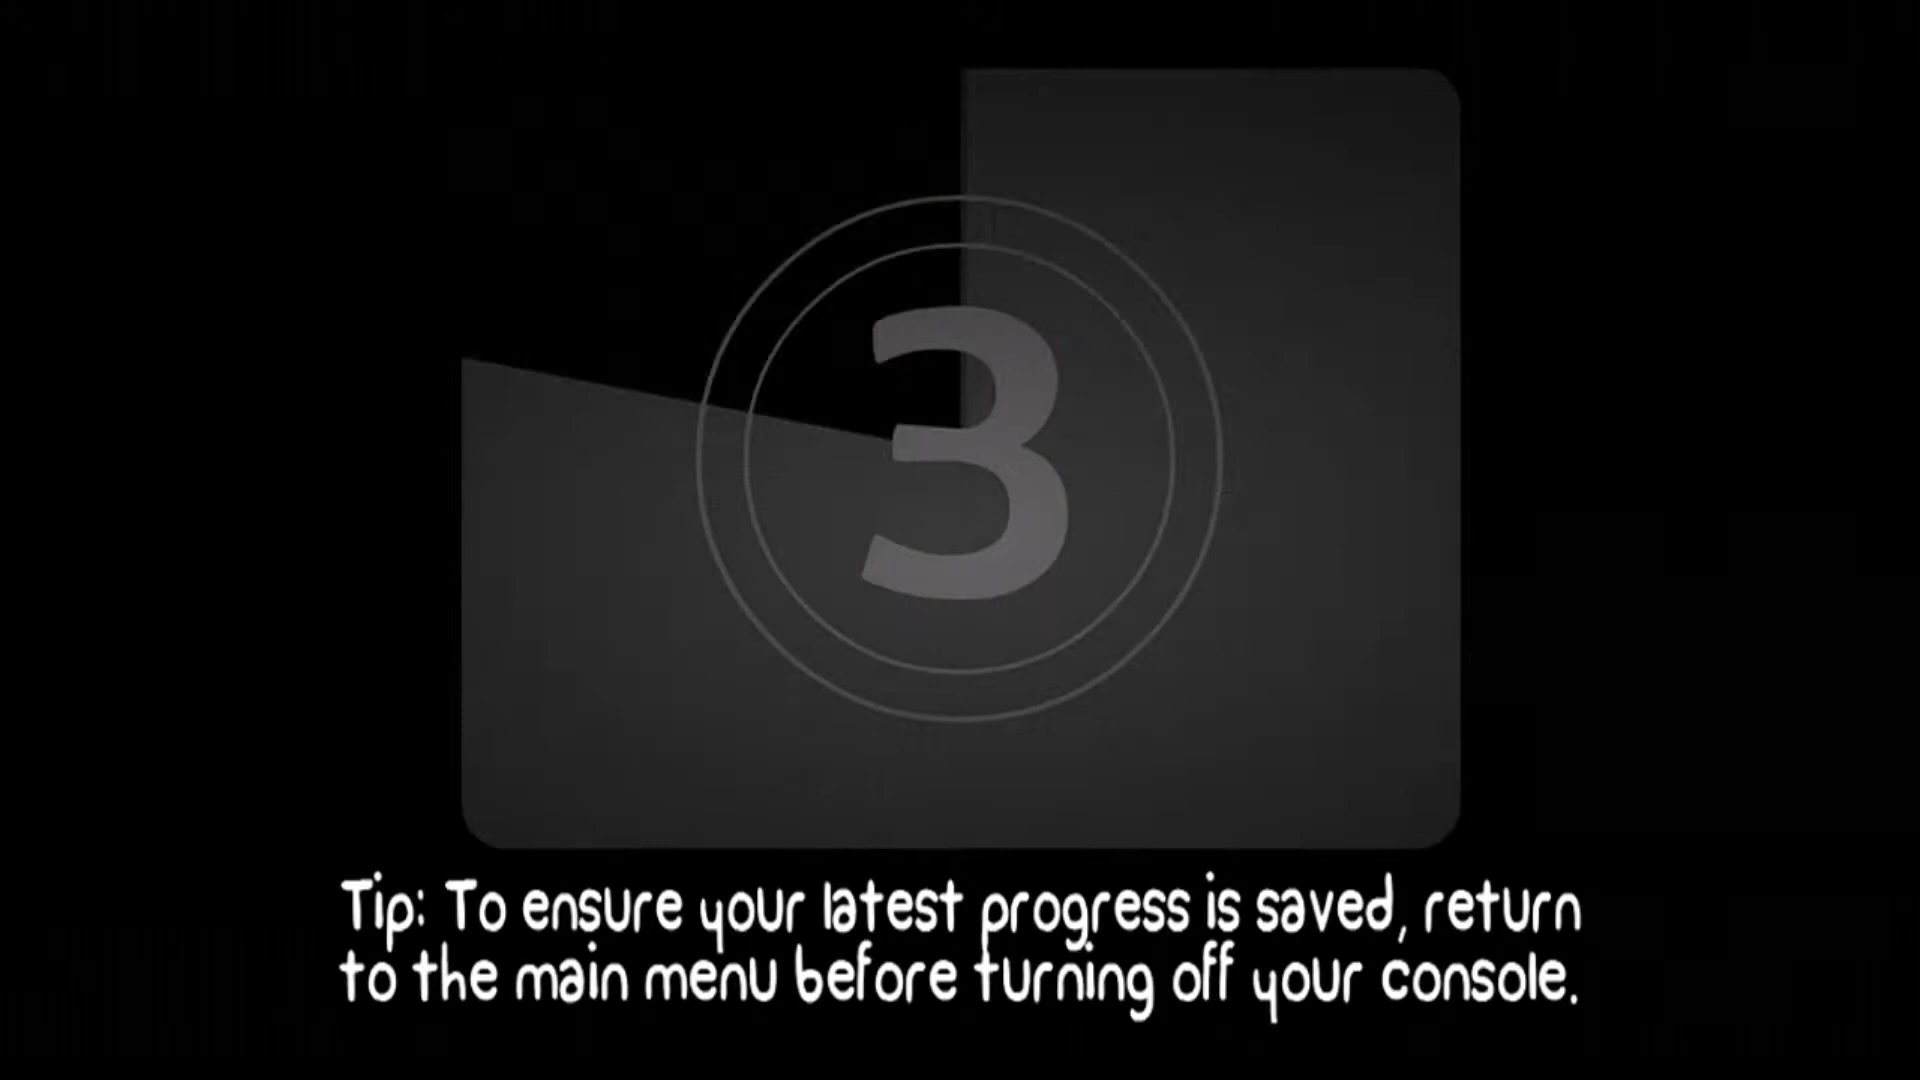 3
Tip: To ensure your latest progress is saved, return
to the main menu before turning off your console.